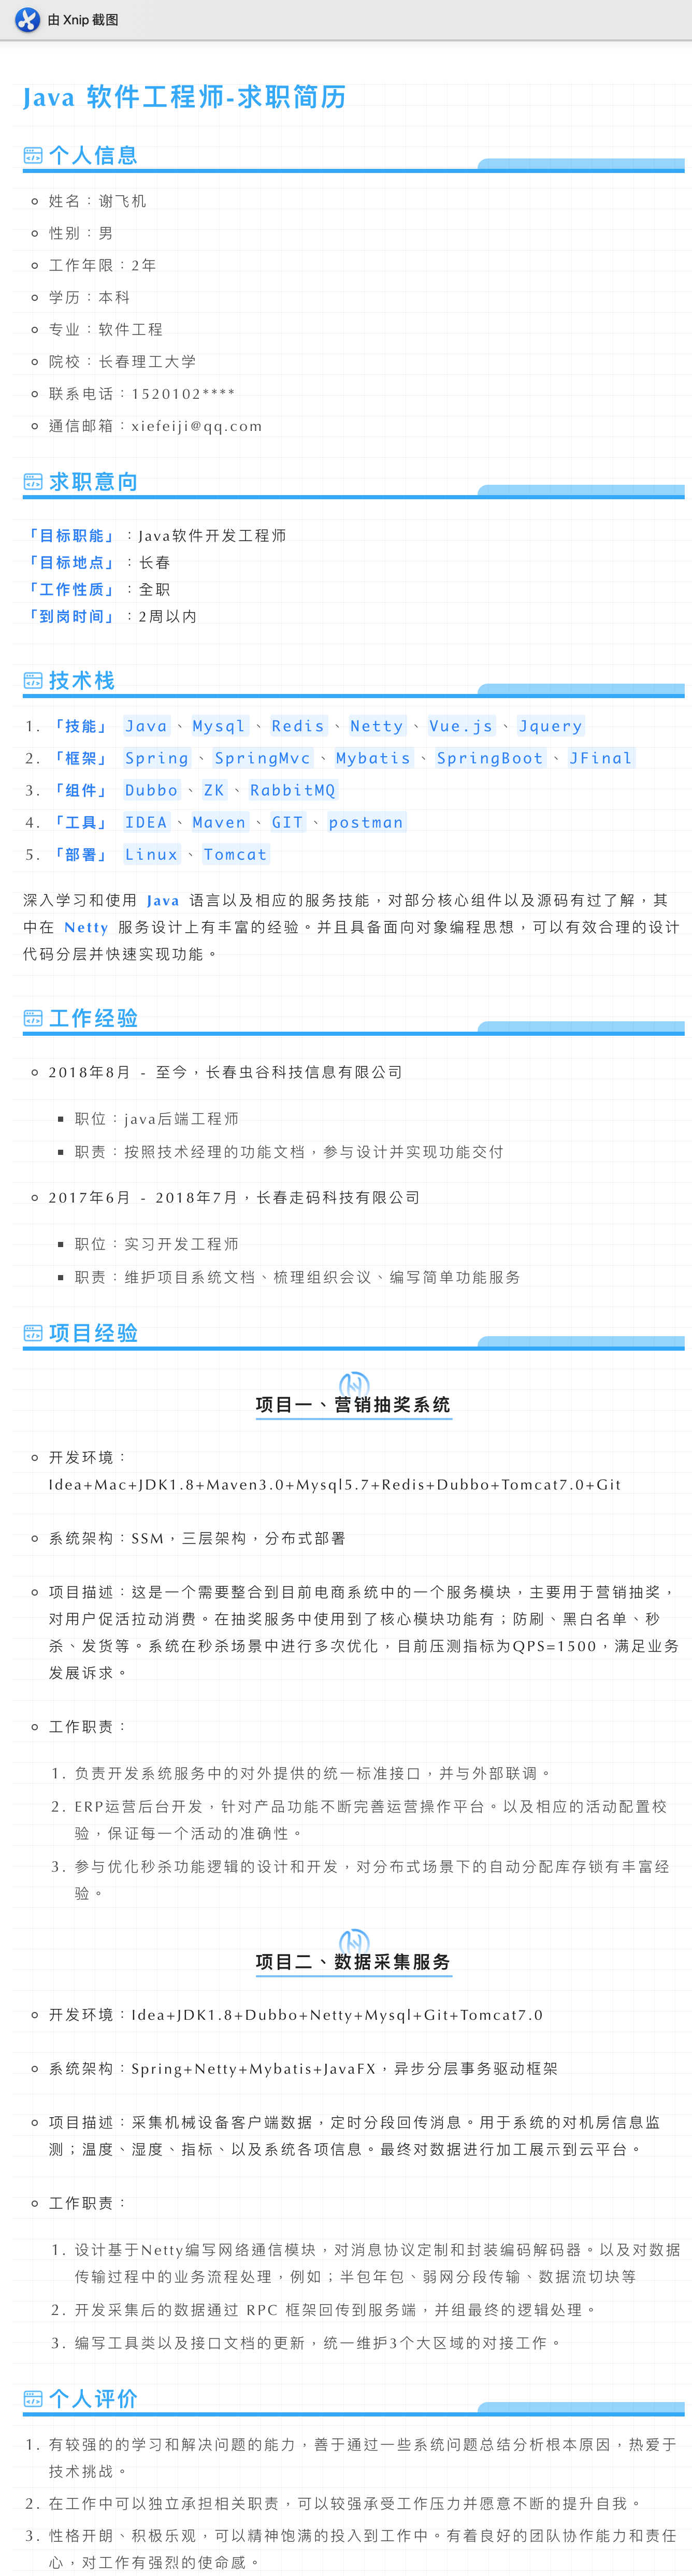 由 Xnip 截图
Java 软件工程师-求职简历
个人信息
姓名：谢飞机
性别：男
工作年限：2年
学历：本科
专业：软件工程
院校：长春理工大学
联系电话：1520102****
通信邮箱：xiefeiji@qq.com
求职意向
「目标职能」：Java软件开发工程师
「目标地点」：长春
「工作性质」：全职
「到岗时间」：2周以内
技术栈
1. 「技能」 Java、Mysql、Redis、Netty、Vue.js、Jquery
2. 「框架」 Spring、SpringMvc、Mybatis、SpringBoot、JFinal
3. 「组件」 Dubbo、ZK、RabbitMQ
4. 「工具」 IDEA、Maven、GIT、postman
5. 「部署」 Linux、Tomcat
深入学习和使用 Java 语言以及相应的服务技能，对部分核心组件以及源码有过了解，其
中在 Netty 服务设计上有丰富的经验。并且具备面向对象编程思想，可以有效合理的设计
代码分层并快速实现功能。
工作经验
2018年8月 - 至今，长春虫谷科技信息有限公司
职位：java后端工程师
职责：按照技术经理的功能文档，参与设计并实现功能交付
2017年6月 - 2018年7月，长春走码科技有限公司
职位：实习开发工程师
职责：维护项目系统文档、梳理组织会议、编写简单功能服务
项目经验
项目一、营销抽奖系统
开发环境：
Idea+Mac+JDK1.8+Maven3.0+Mysql5.7+Redis+Dubbo+Tomcat7.0+Git
系统架构：SSM，三层架构，分布式部署
项目描述：这是一个需要整合到目前电商系统中的一个服务模块，主要用于营销抽奖，
对用户促活拉动消费。在抽奖服务中使用到了核心模块功能有；防刷、黑白名单、秒
杀、发货等。系统在秒杀场景中进行多次优化，目前压测指标为QPS=1500，满足业务
发展诉求。
工作职责：
1. 负责开发系统服务中的对外提供的统一标准接口，并与外部联调。
2. ERP运营后台开发，针对产品功能不断完善运营操作平台。以及相应的活动配置校
验，保证每一个活动的准确性。
3. 参与优化秒杀功能逻辑的设计和开发，对分布式场景下的自动分配库存锁有丰富经
验。
项目二、数据采集服务
开发环境：Idea+JDK1.8+Dubbo+Netty+Mysql+Git+Tomcat7.0
系统架构：Spring+Netty+Mybatis+JavaFX，异步分层事务驱动框架
项目描述：采集机械设备客户端数据，定时分段回传消息。用于系统的对机房信息监
测；温度、湿度、指标、以及系统各项信息。最终对数据进行加工展示到云平台。
工作职责：
1. 设计基于Netty编写网络通信模块，对消息协议定制和封装编码解码器。以及对数据
传输过程中的业务流程处理，例如；半包年包、弱网分段传输、数据流切块等
2. 开发采集后的数据通过 RPC 框架回传到服务端，并组最终的逻辑处理。
3. 编写工具类以及接口文档的更新，统一维护3个大区域的对接工作。
个人评价
1. 有较强的的学习和解决问题的能力，善于通过一些系统问题总结分析根本原因，热爱于
技术挑战。
2. 在工作中可以独立承担相关职责，可以较强承受工作压力并愿意不断的提升自我。
3. 性格开朗、积极乐观，可以精神饱满的投入到工作中。有着良好的团队协作能力和责任
心，对工作有强烈的使命感。